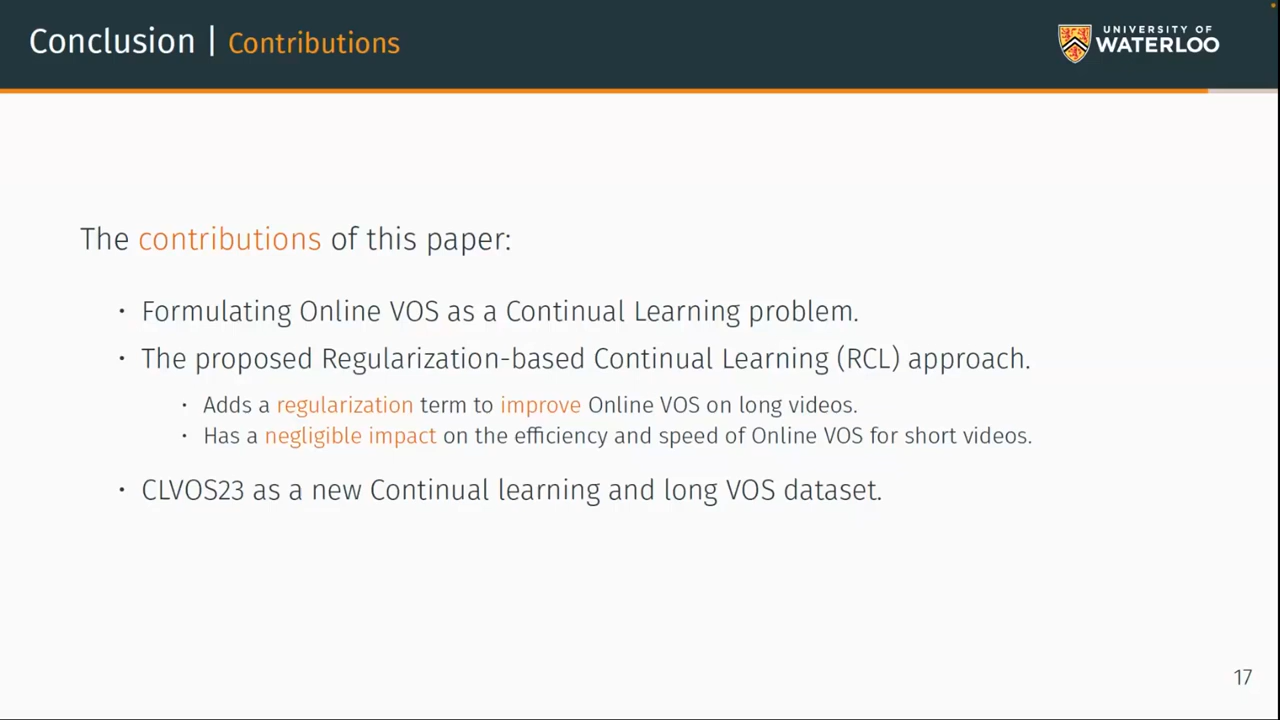 Conclusion | Contributions
UNIVERSITY OF
WATERLOO
The contributions of this paper:
· Formulating Online VOS as a Continual Learning problem.
· The proposed Regularization-based Continual Learning (RCL) approach.
· Adds a regularization term to improve Online VOS on long videos.
· Has a negligible impact on the efficiency and speed of Online VOS for short videos.
· CLVOS23 as a new Continual learning and long VOS dataset.
17